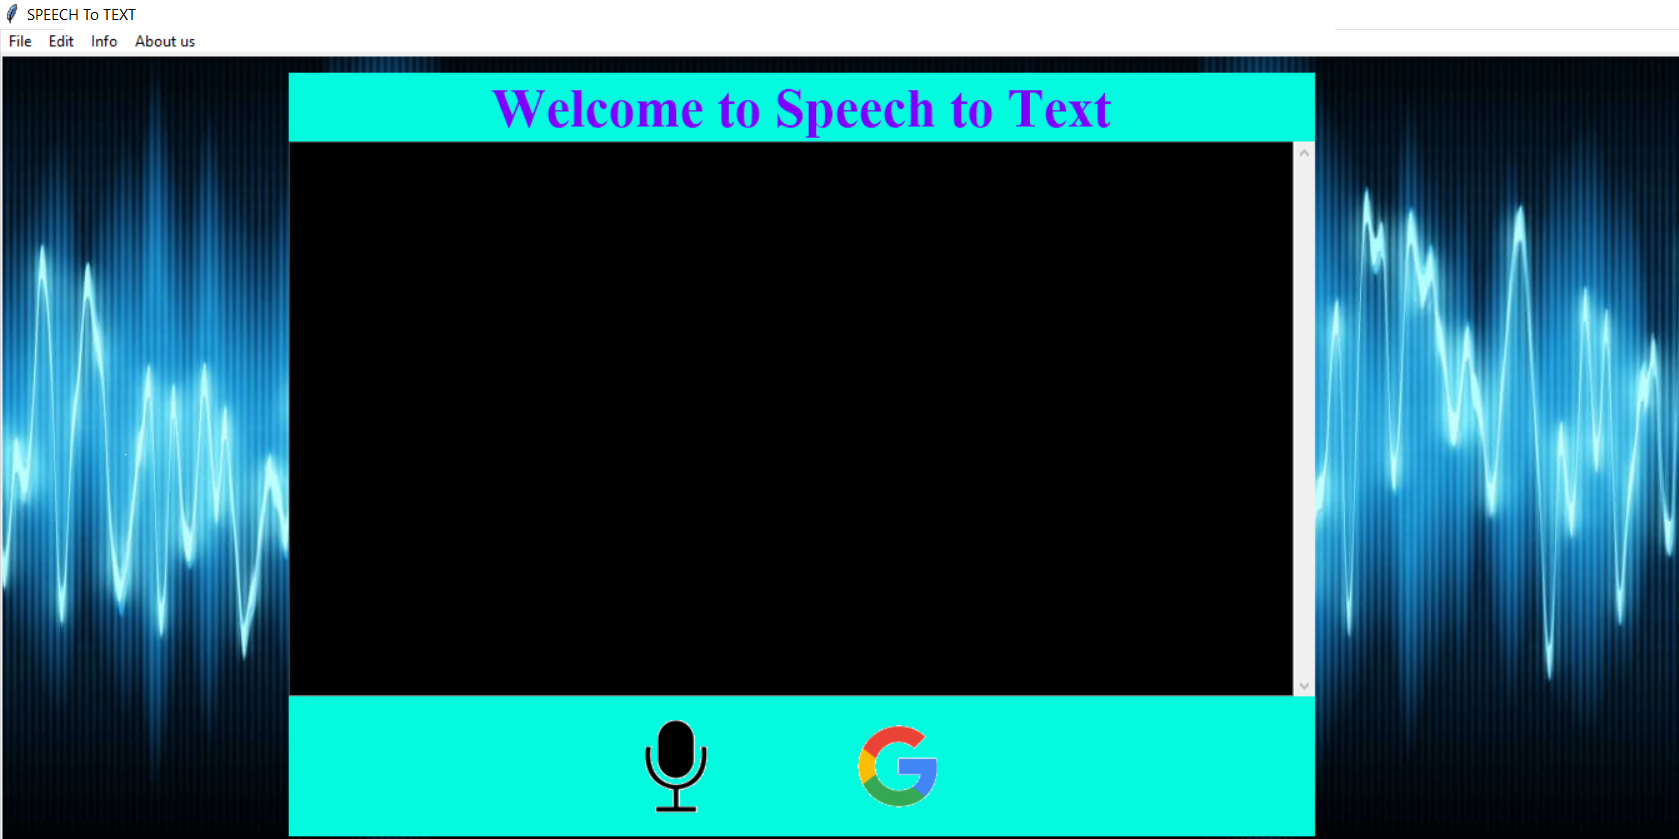 SPEECH To TEXT
File Edit Info About us
Welcome to Speech to Text